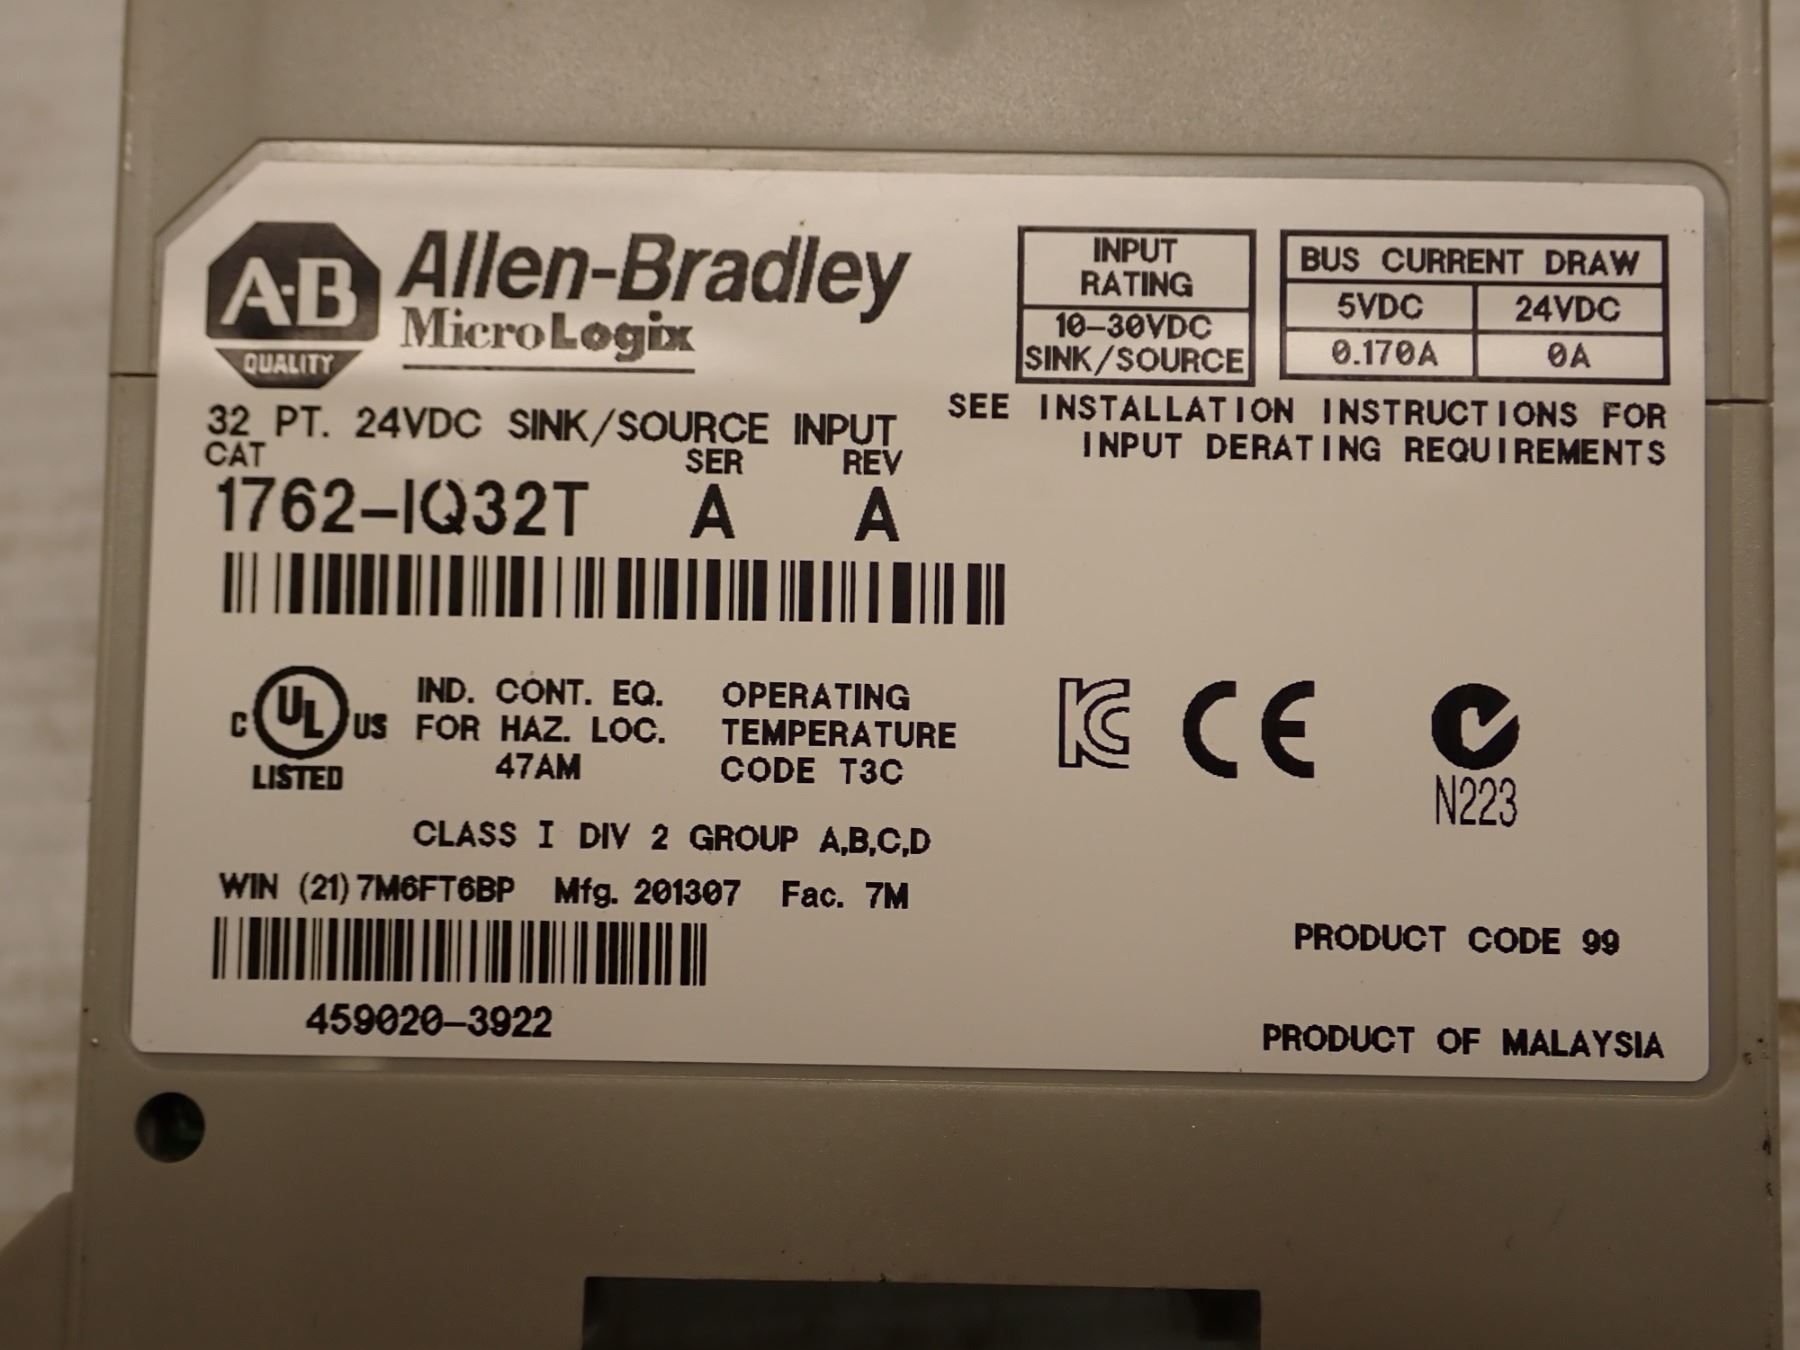 A-B
QUALITY
Allen-Bradley
MicroLogix
32 PT. 24VDC SINK/SOURCE INPUT
CAT SER REV
1762-IQ32T A A
INPUT
RATING
10-30VDC
SINK/SOURCE
BUS CURRENT DRAW
5VDC 24VDC
0.170A 0A
SEE INSTALLATION INSTRUCTIONS FOR
INPUT DERATING REQUIREMENTS
C UL US
LISTED
IND. CONT. EQ.
FOR HAZ. LOC.
47AM
OPERATING
TEMPERATURE
CODE T3C
KC CE
N223
CLASS I DIV 2 GROUP A,B,C,D
WIN (21) 7M6FT6BP Mfg. 201307 Fac. 7M
459020-3922
PRODUCT CODE 99
PRODUCT OF MALAYSIA